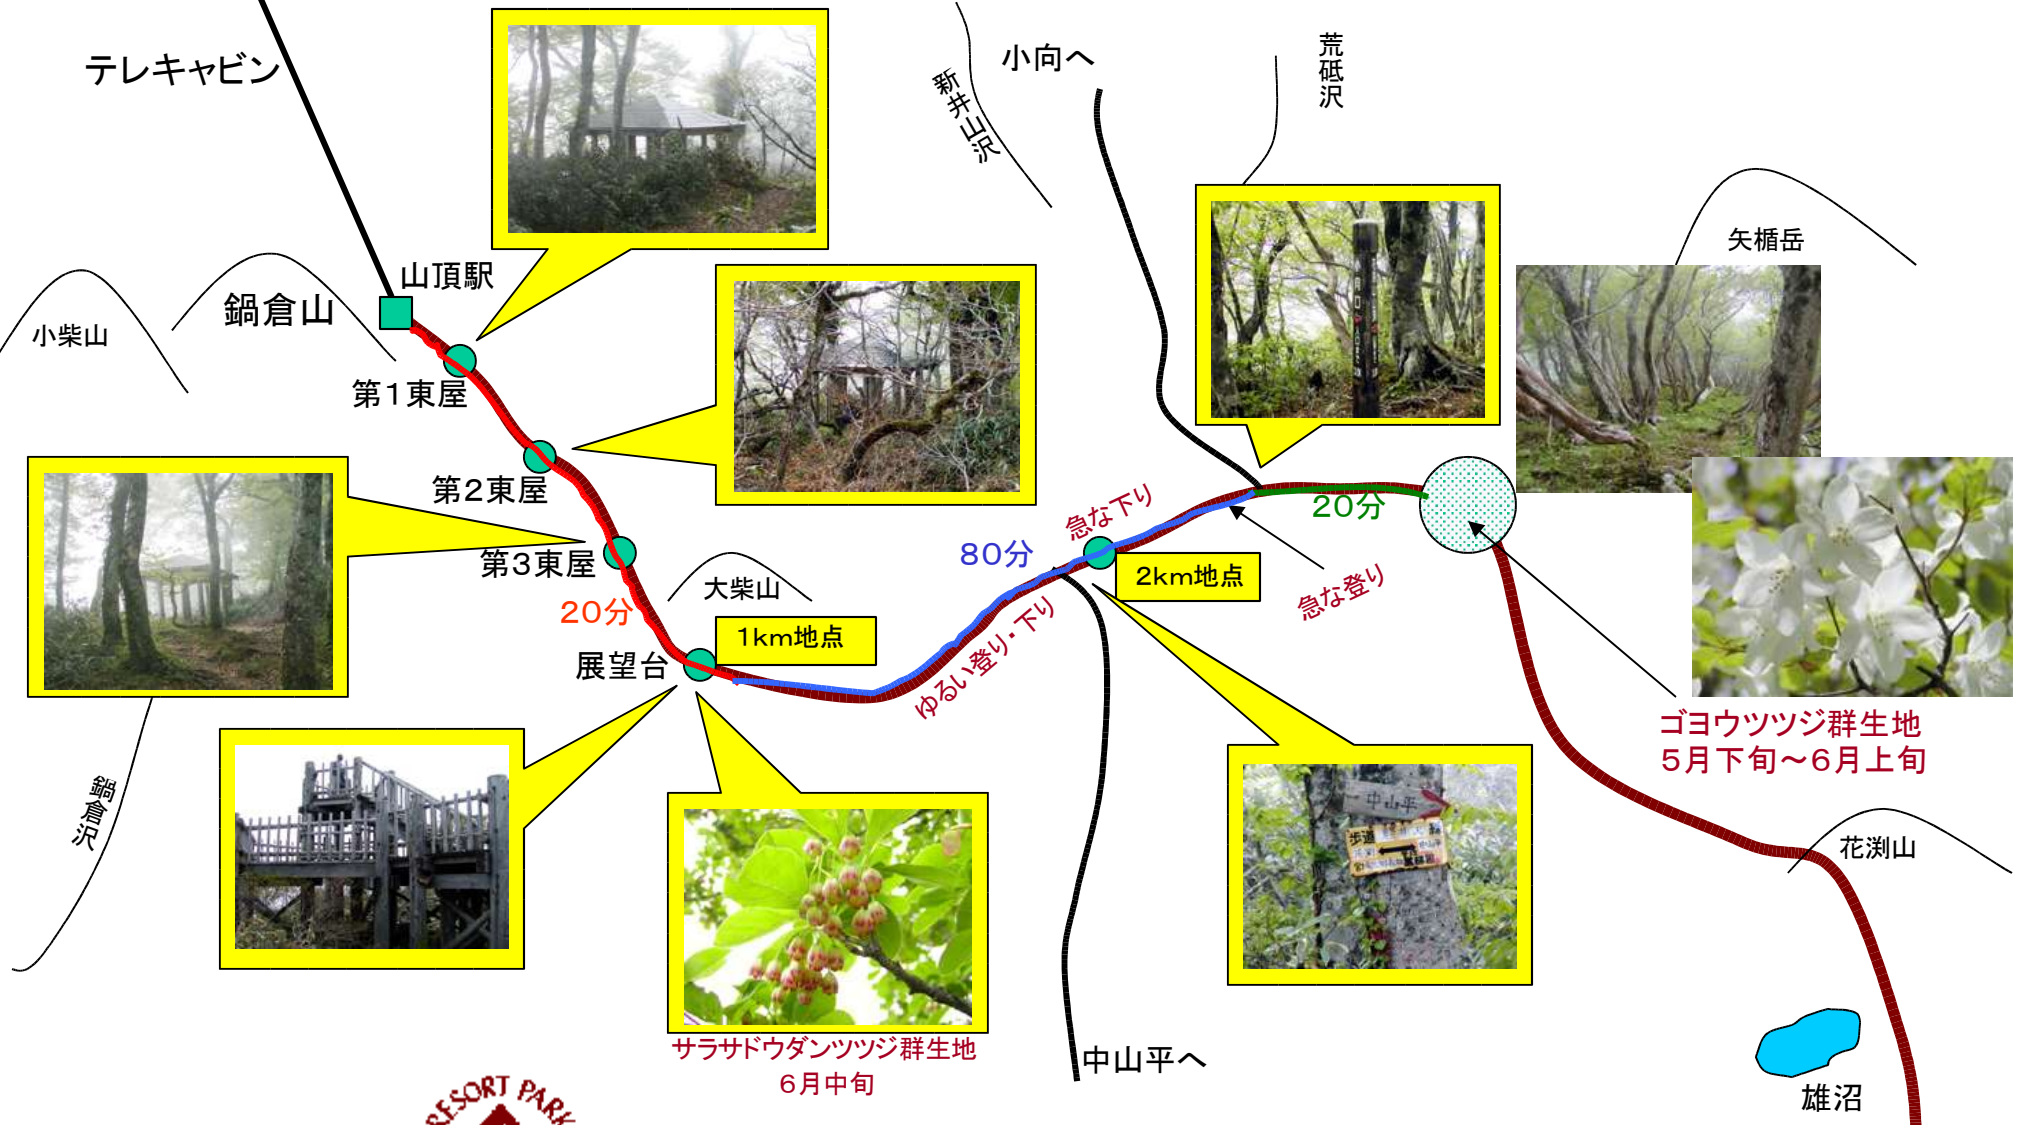 テレキャビン
小向へ
荒砥沢
新井山沢
矢櫃岳
山頂駅
鍋倉山
小柴山
第1東屋
第2東屋
第3東屋
20分
大柴山
1km地点
展望台
80分
急な下り
2km地点
急な登り
20分
ゆるい登り・下り
ゴヨウツツジ群生地
5月下旬～6月上旬
鍋倉沢
中山平
歩道
花渕山
サラサドウダンツツジ群生地
6月中旬
中山平へ
雄沼
RESORT PARK